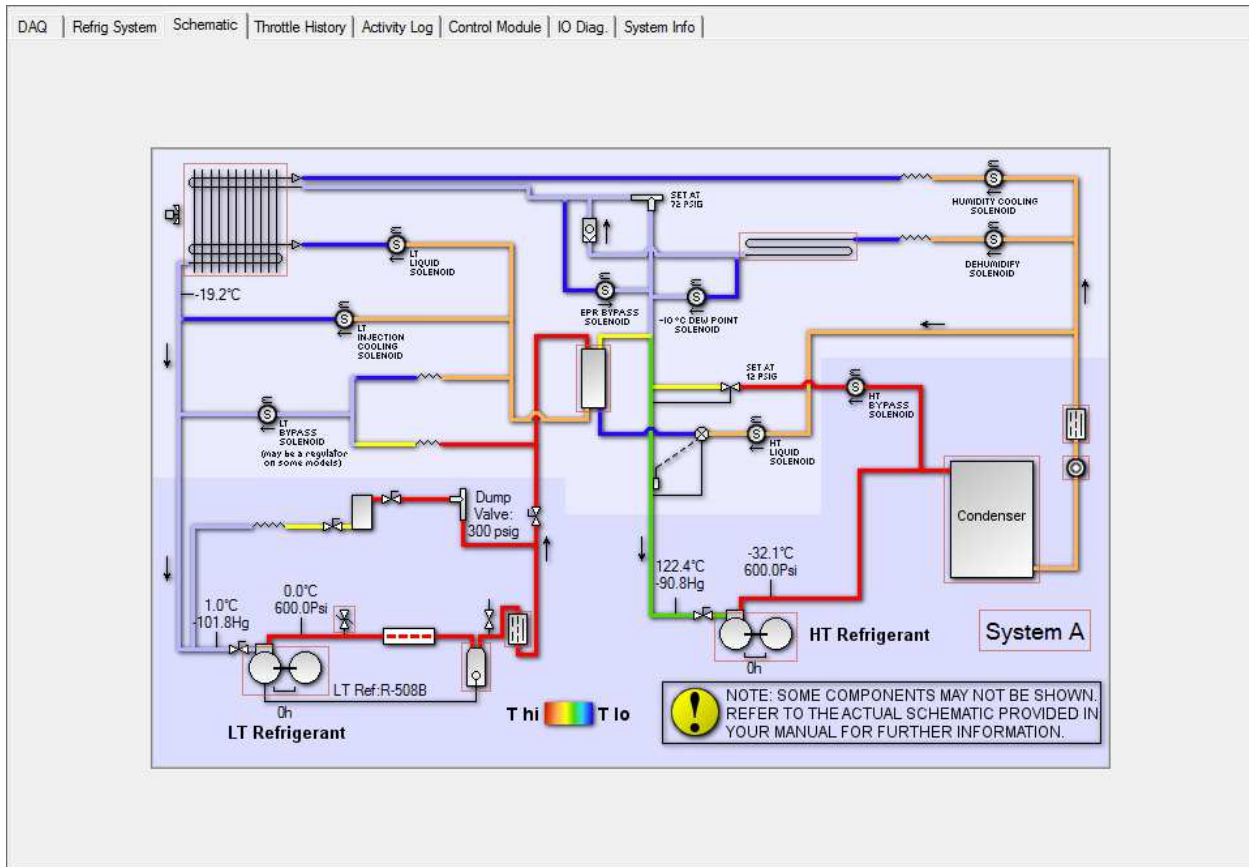 DAQ
Refrig System
Schematic
Throttle History
Activity Log
Control Module
IO Diag.
System Info
SET AT
72 PSIG
S
HUMIDITY COOLING
SOLENOID
S
LT
LIQUID
SOLENOID
S
DEHUMIDIFY
SOLENOID
-19.2°C
S
EPR BYPASS
SOLENOID
S
-10 °C DEW POINT
SOLENOID
S
LT
INJECTION
COOLING
SOLENOID
SET AT
12 PSIG
S
HT
BYPASS
SOLENOID
S
LT
BYPASS
SOLENOID
(may be a regulator
on some models)
S
HT
LIQUID
SOLENOID
Dump
Valve:
300 psig
Condenser
122.4°C
-90.8Hg
-32.1°C
600.0Psi
0.0°C
600.0Psi
1.0°C
-101.8Hg
HT Refrigerant
System A
0h
LT Ref:R-508B
0h
LT Refrigerant
T hi
T lo
!
NOTE: SOME COMPONENTS MAY NOT BE SHOWN.
REFER TO THE ACTUAL SCHEMATIC PROVIDED IN
YOUR MANUAL FOR FURTHER INFORMATION.